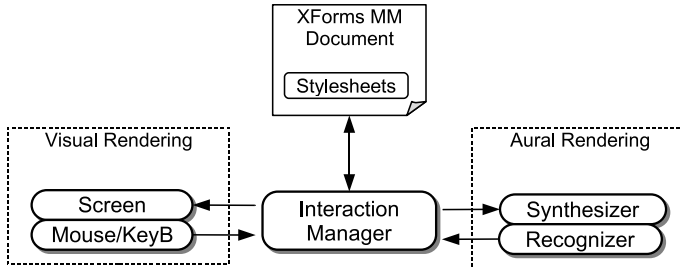 XForms MM
Document
Stylesheets
Visual Rendering
Aural Rendering
Screen
Mouse/KeyB
Interaction
Manager
Synthesizer
Recognizer